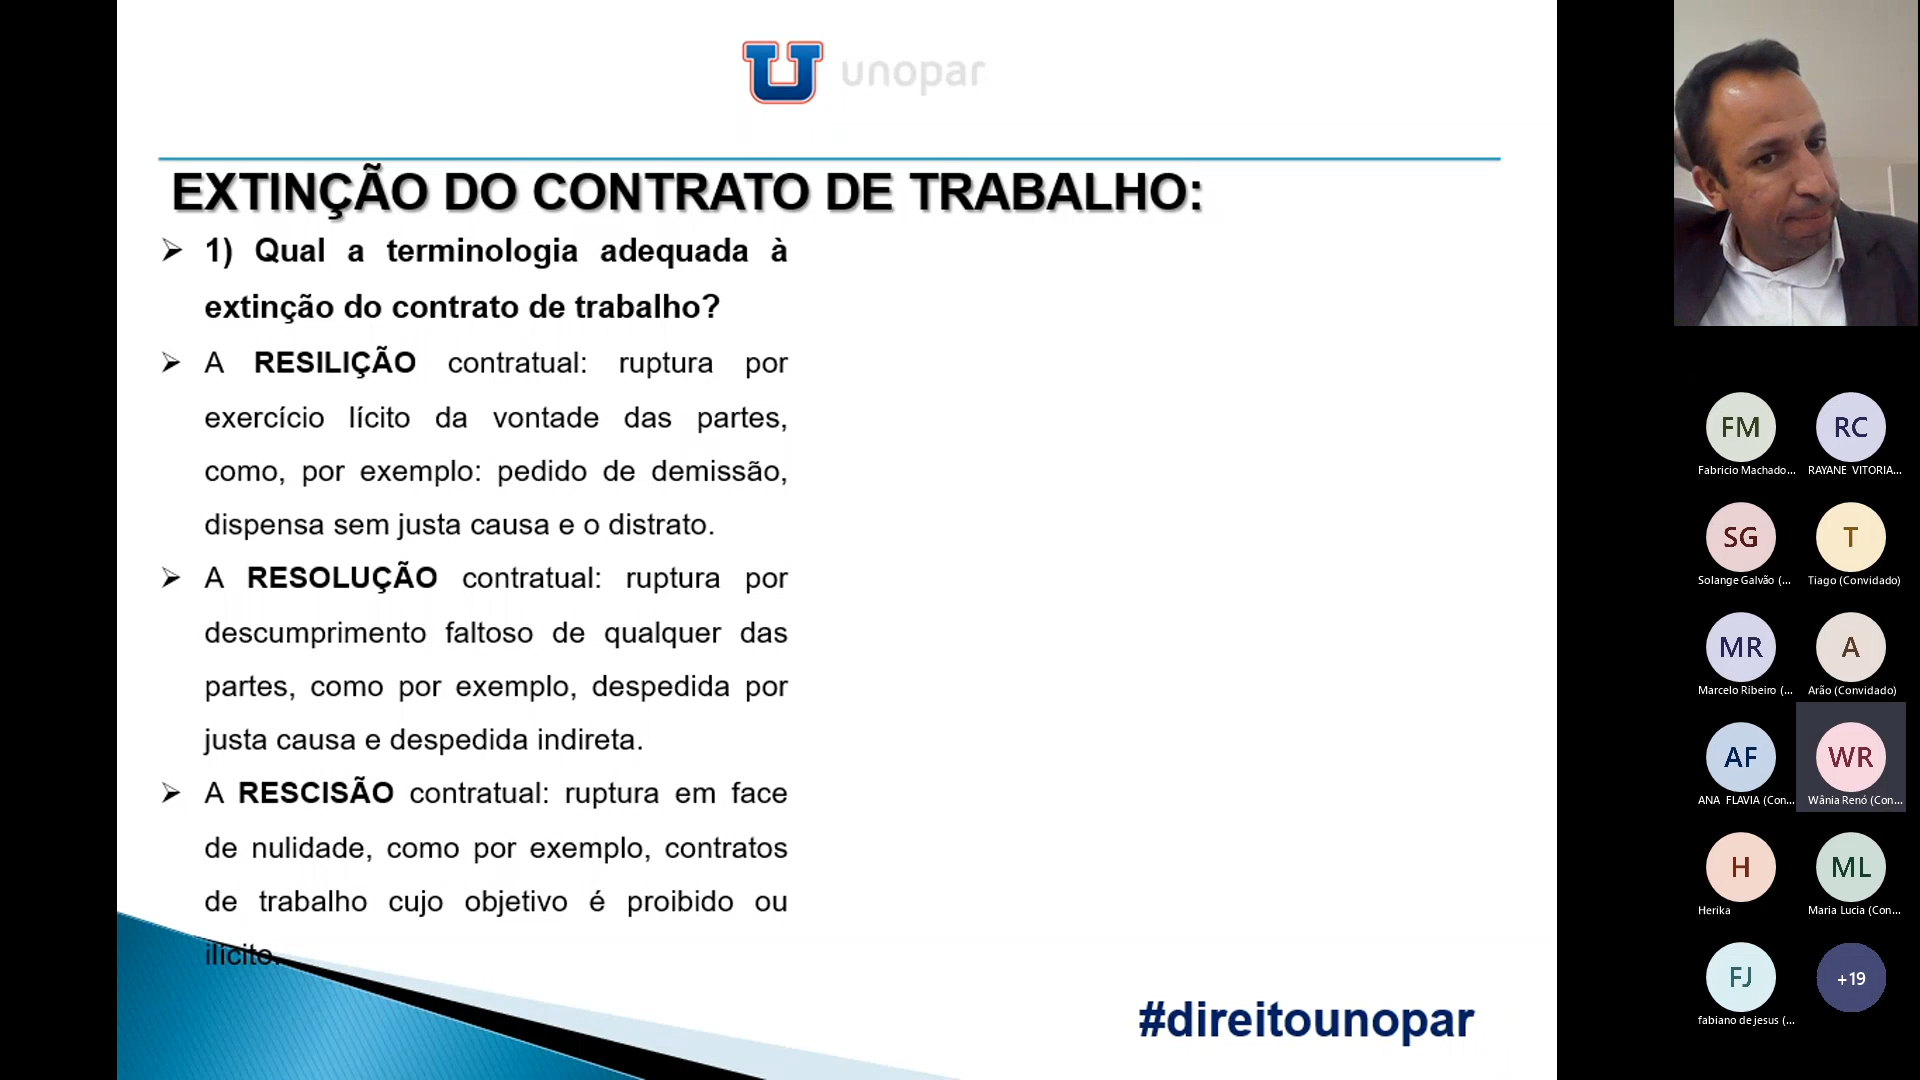 unopar
EXTINÇÃO DO CONTRATO DE TRABALHO:
1) Qual a terminologia adequada à
extinção do contrato de trabalho?
A RESILIÇÃO contratual: ruptura por
exercício lícito da vontade das partes,
como, por exemplo: pedido de demissão,
dispensa sem justa causa e o distrato.
A RESOLUÇÃO contratual: ruptura por
descumprimento faltoso de qualquer das
partes, como por exemplo, despedida por
justa causa e despedida indireta.
A RESCISÃO contratual: ruptura em face
de nulidade, como por exemplo, contratos
de trabalho cujo objetivo é proibido ou
ilícito.
#direitounopar
FM
RC
Fabricio Machado...
RAYANE VITORIA...
SG
T
Solange Galvão (...
Tiago (Convidado)
MR
A
Marcelo Ribeiro (...
Arão (Convidado)
AF
WR
ANA FLAVIA (Con...
Wânia Renó (Con...
H
ML
Herika
Maria Lucia (Con...
FJ
+19
fabiano de jesus (...